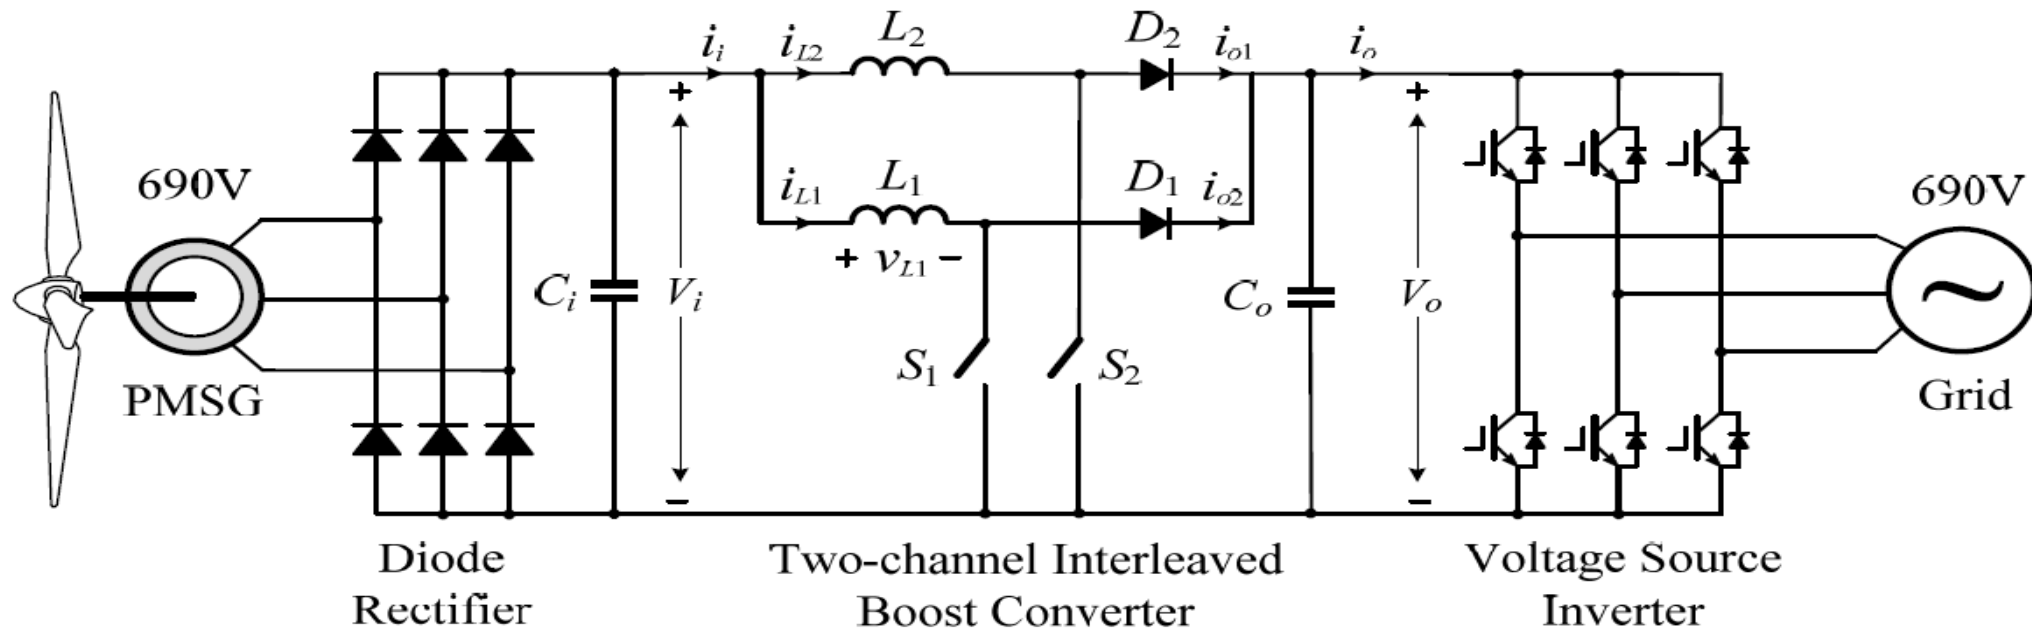 i_i i_L2 L_2 D_2 i_o1 i_o
+ +
690V i_L1 L_1 D_1 i_o2 690V
+ v_L1 −
C_i V_i C_o V_o ~
S_1 S_2
PMSG Grid
− −
Diode
Rectifier
Two-channel Interleaved
Boost Converter
Voltage Source
Inverter